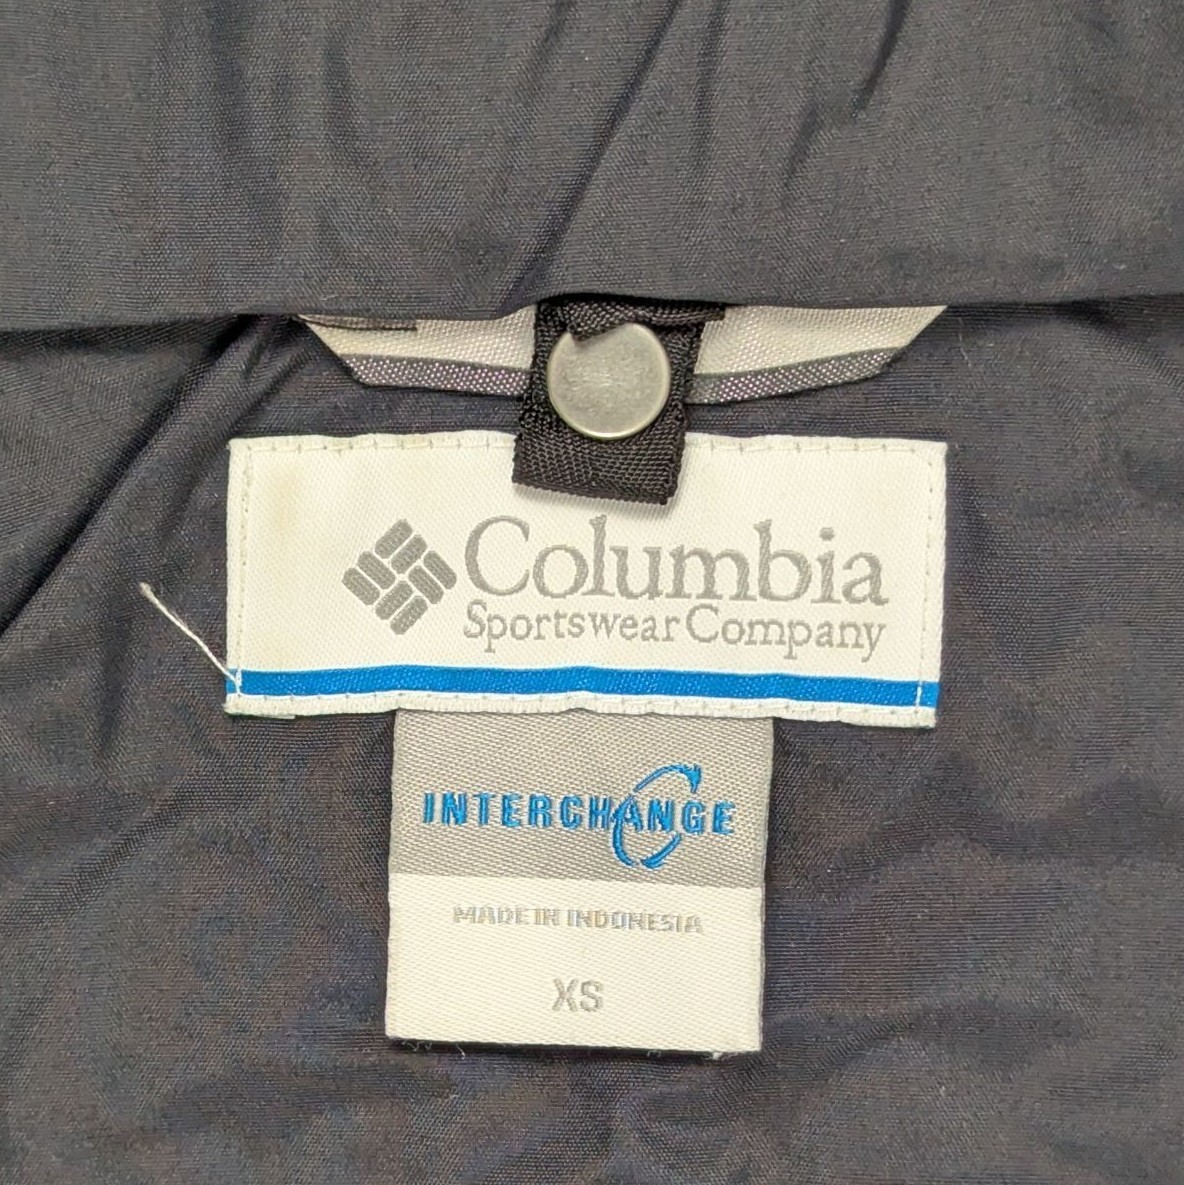 Columbia
Sportswear Company
INTERCHANGE
MADE IN INDONESIA
XS